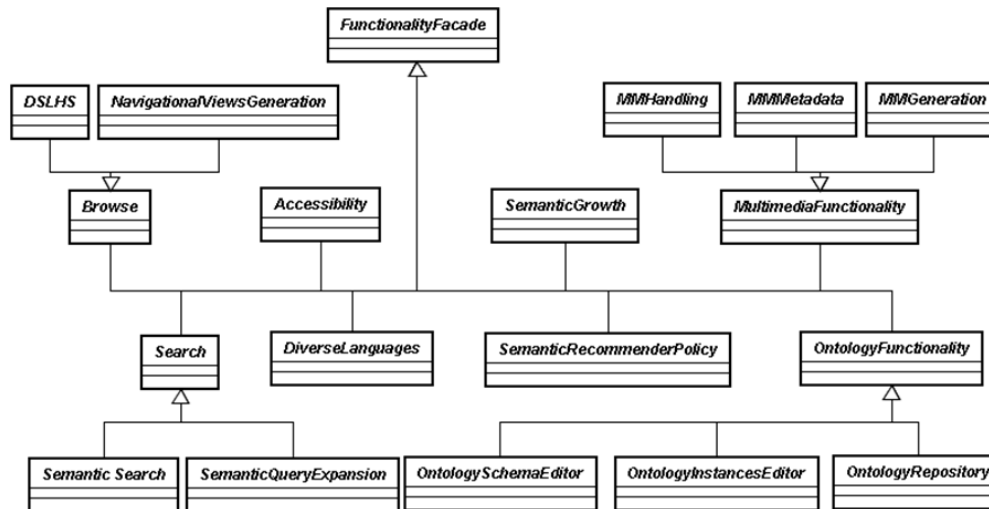 FunctionalityFacade
DSLHS
NavigationalViewsGeneration
MMHandling
MMMetadata
MMGeneration
Browse
Accessibility
SemanticGrowth
MultimediaFunctionality
Search
DiverseLanguages
SemanticRecommenderPolicy
OntologyFunctionality
Semantic Search
SemanticQueryExpansion
OntologySchemaEditor
OntologyInstancesEditor
OntologyRepository